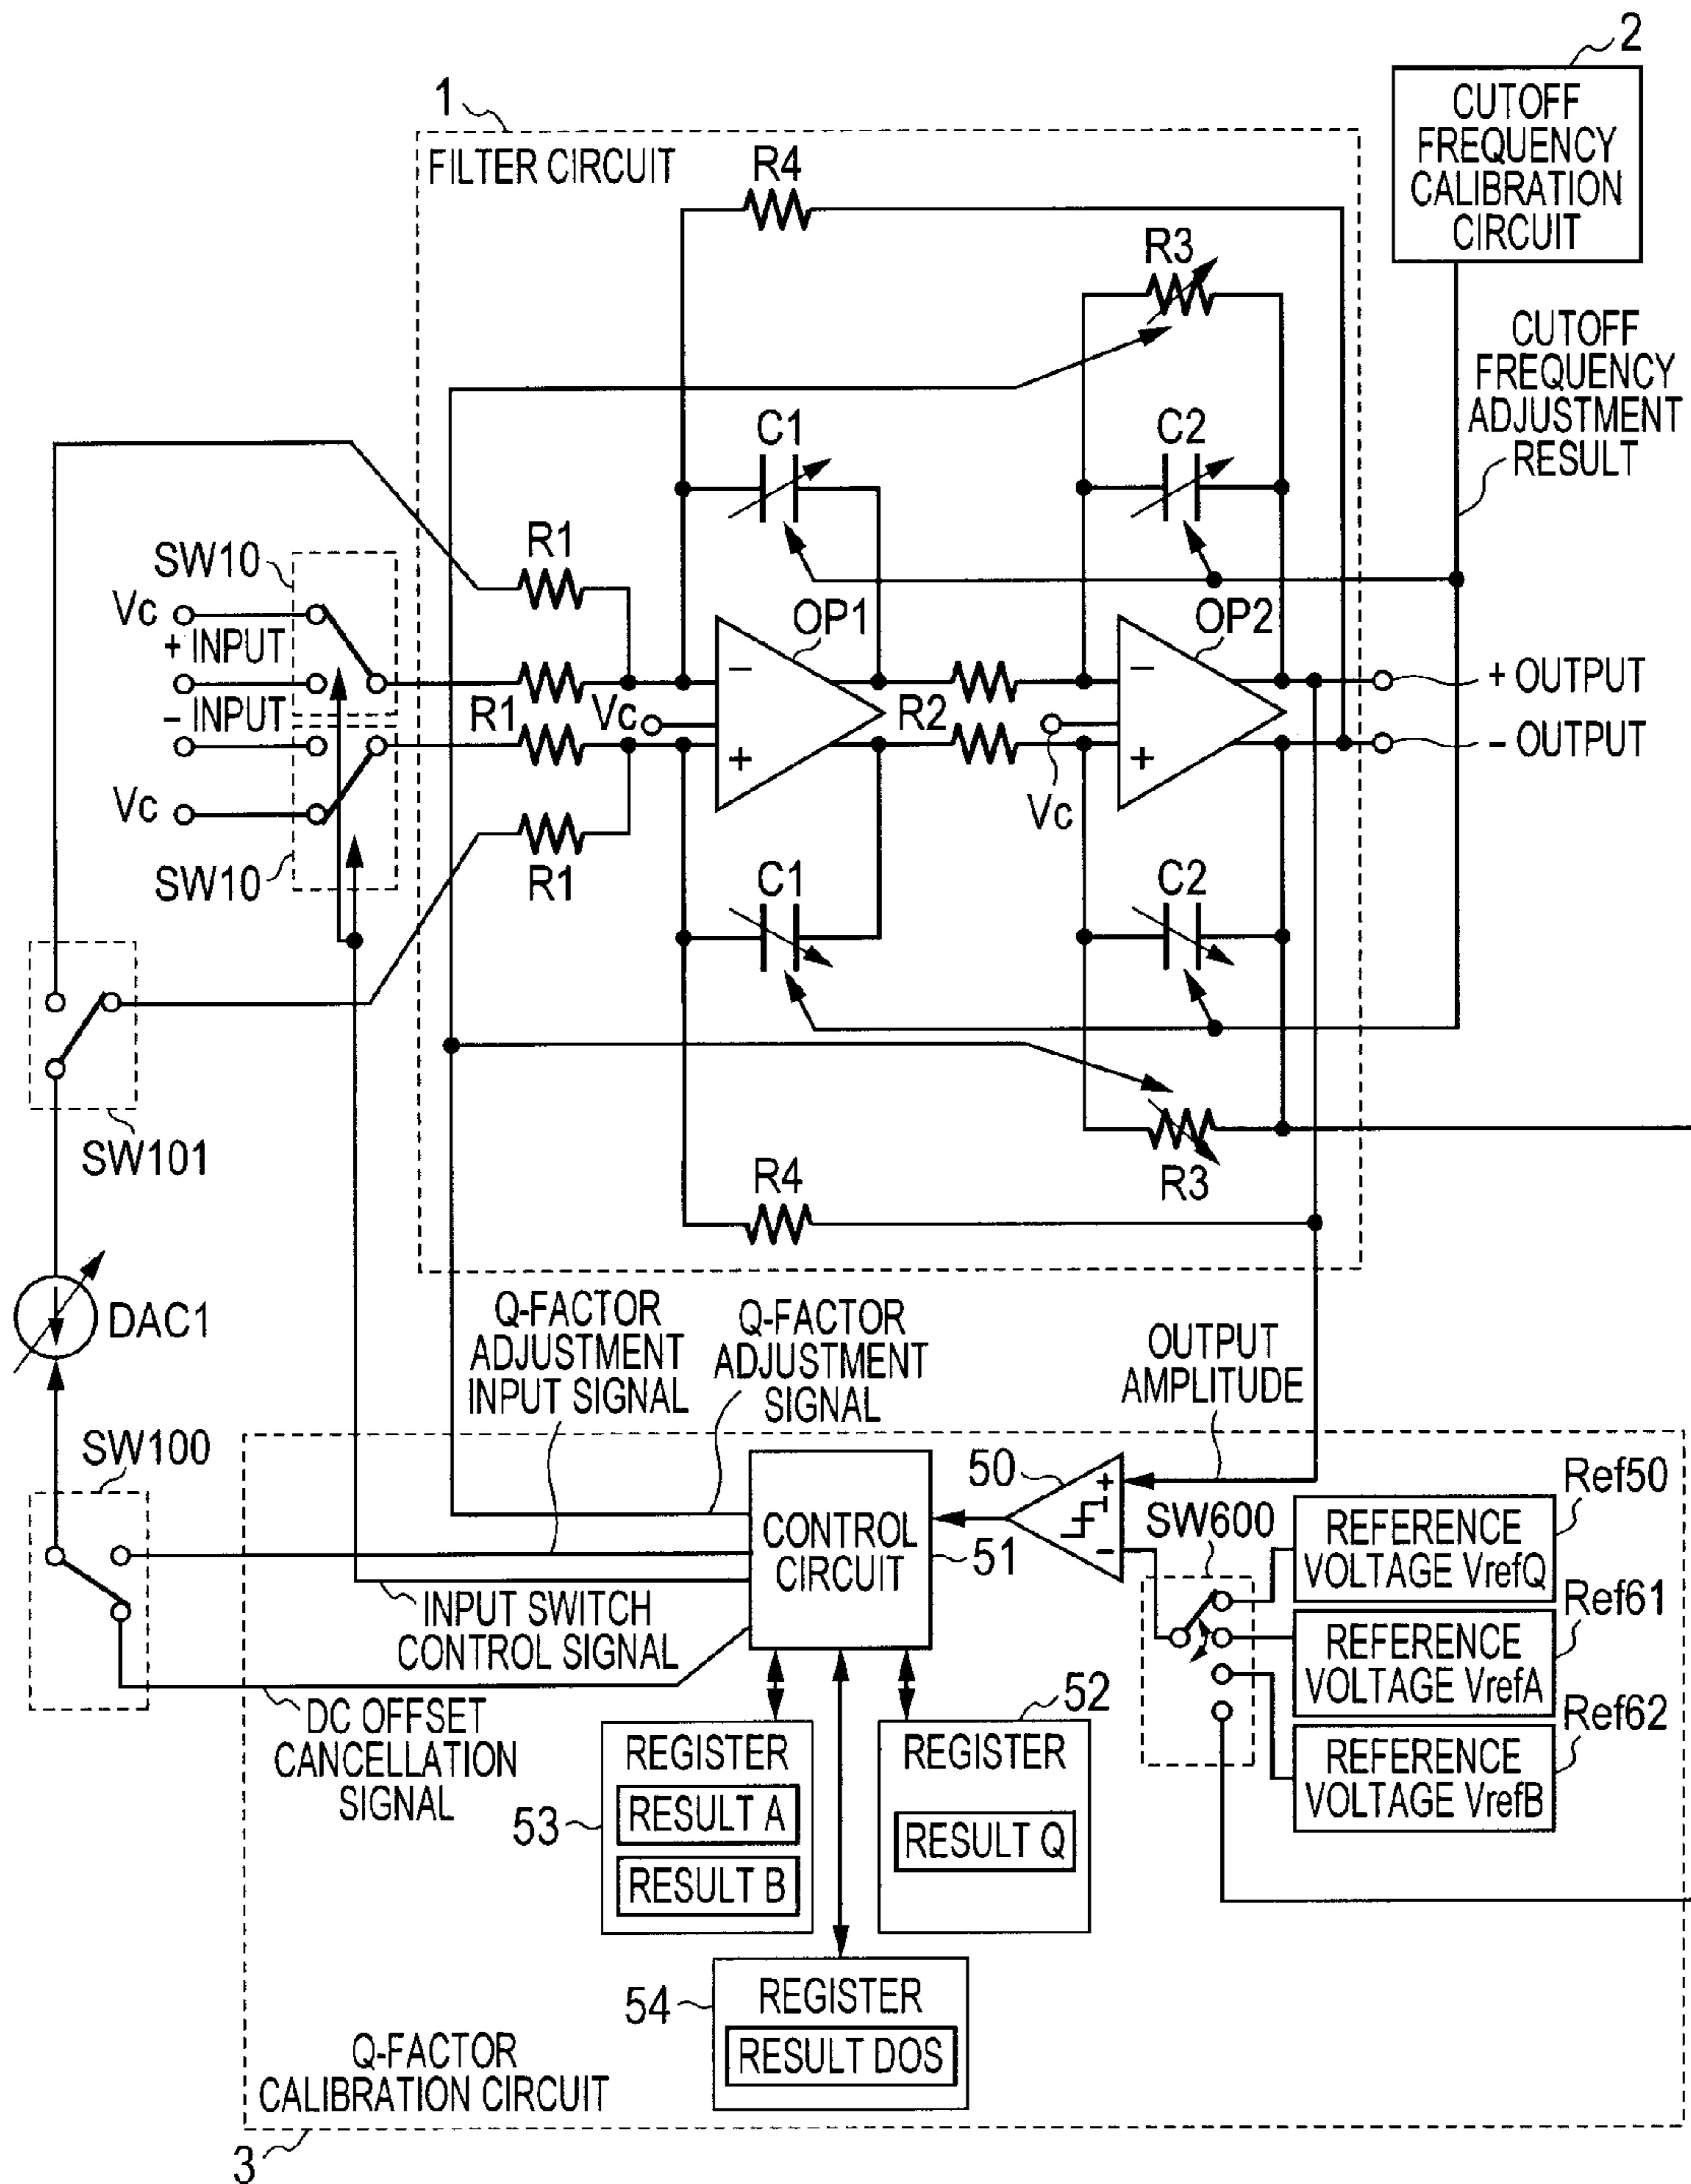 2
CUTOFF
FREQUENCY
CALIBRATION
CIRCUIT
1
FILTER CIRCUIT
R4
R3
CUTOFF
FREQUENCY
ADJUSTMENT
RESULT
C1
C2
R1
SW10
Vc
+ INPUT
- INPUT
Vc
SW10
R1
R1
Vc
OP1
-
+
R2
OP2
-
+
Vc
+ OUTPUT
- OUTPUT
C1
C2
SW101
R3
R4
DAC1
Q-FACTOR
ADJUSTMENT
INPUT SIGNAL
Q-FACTOR
ADJUSTMENT
SIGNAL
OUTPUT
AMPLITUDE
SW100
CONTROL
CIRCUIT
51
50
+
-
SW600
REFERENCE
VOLTAGE VrefQ
Ref50
REFERENCE
VOLTAGE VrefA
Ref61
REFERENCE
VOLTAGE VrefB
Ref62
INPUT SWITCH
CONTROL SIGNAL
DC OFFSET
CANCELLATION
SIGNAL
53
REGISTER
RESULT A
RESULT B
52
REGISTER
RESULT Q
54
REGISTER
RESULT DOS
Q-FACTOR
CALIBRATION CIRCUIT
3